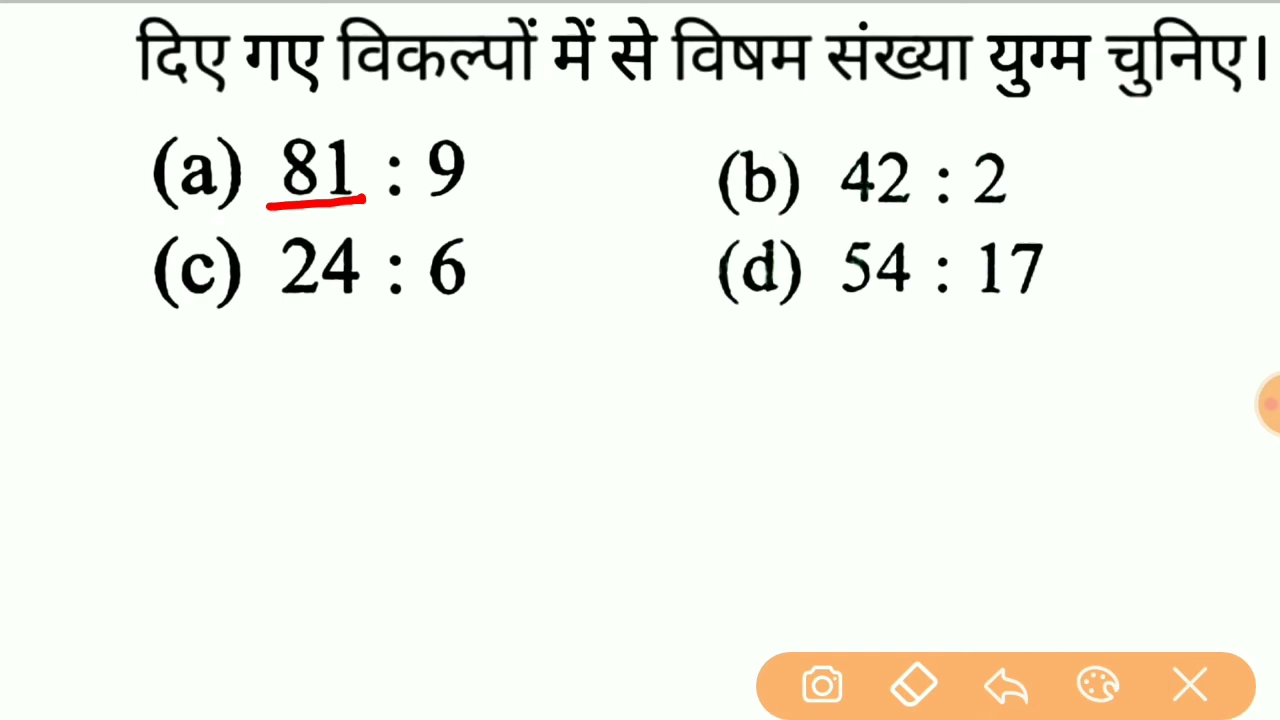 दिए गए विकल्पों में से विषम संख्या युग्म चुनिए।
(a) 81 : 9 (b) 42 : 2
(c) 24 : 6 (d) 54 : 17